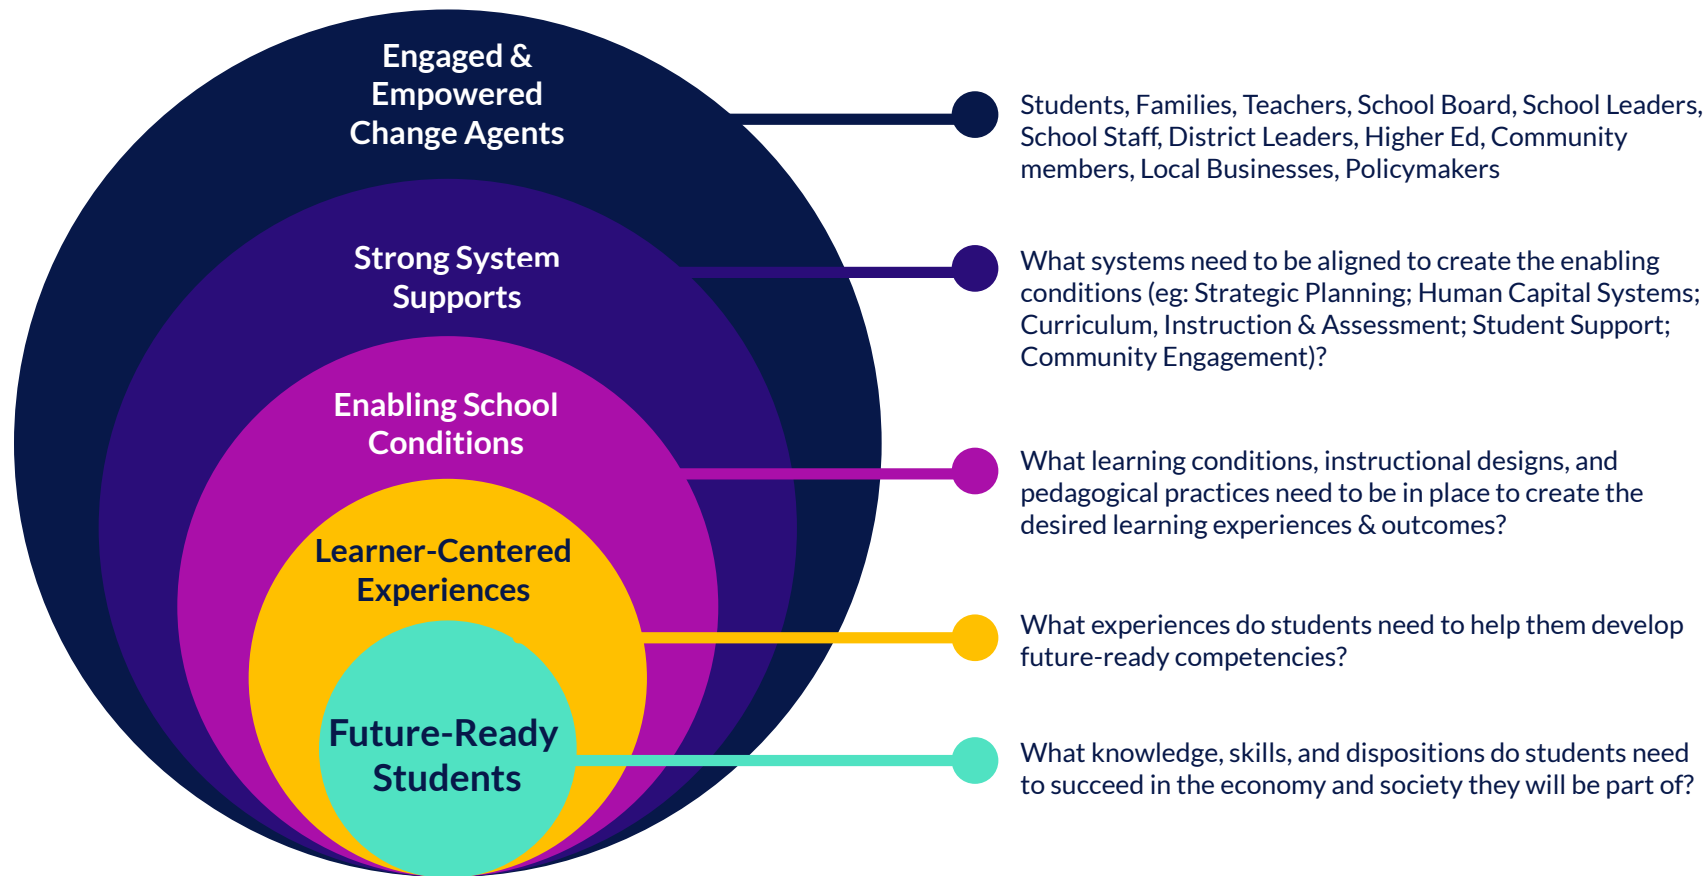 Engaged &
Empowered
Change Agents
Students, Families, Teachers, School Board, School Leaders,
School Staff, District Leaders, Higher Ed, Community
members, Local Businesses, Policymakers
Strong System
Supports
What systems need to be aligned to create the enabling
conditions (eg: Strategic Planning; Human Capital Systems;
Curriculum, Instruction & Assessment; Student Support;
Community Engagement)?
Enabling School
Conditions
What learning conditions, instructional designs, and
pedagogical practices need to be in place to create the
desired learning experiences & outcomes?
Learner-Centered
Experiences
What experiences do students need to help them develop
future-ready competencies?
Future-Ready
Students
What knowledge, skills, and dispositions do students need
to succeed in the economy and society they will be part of?